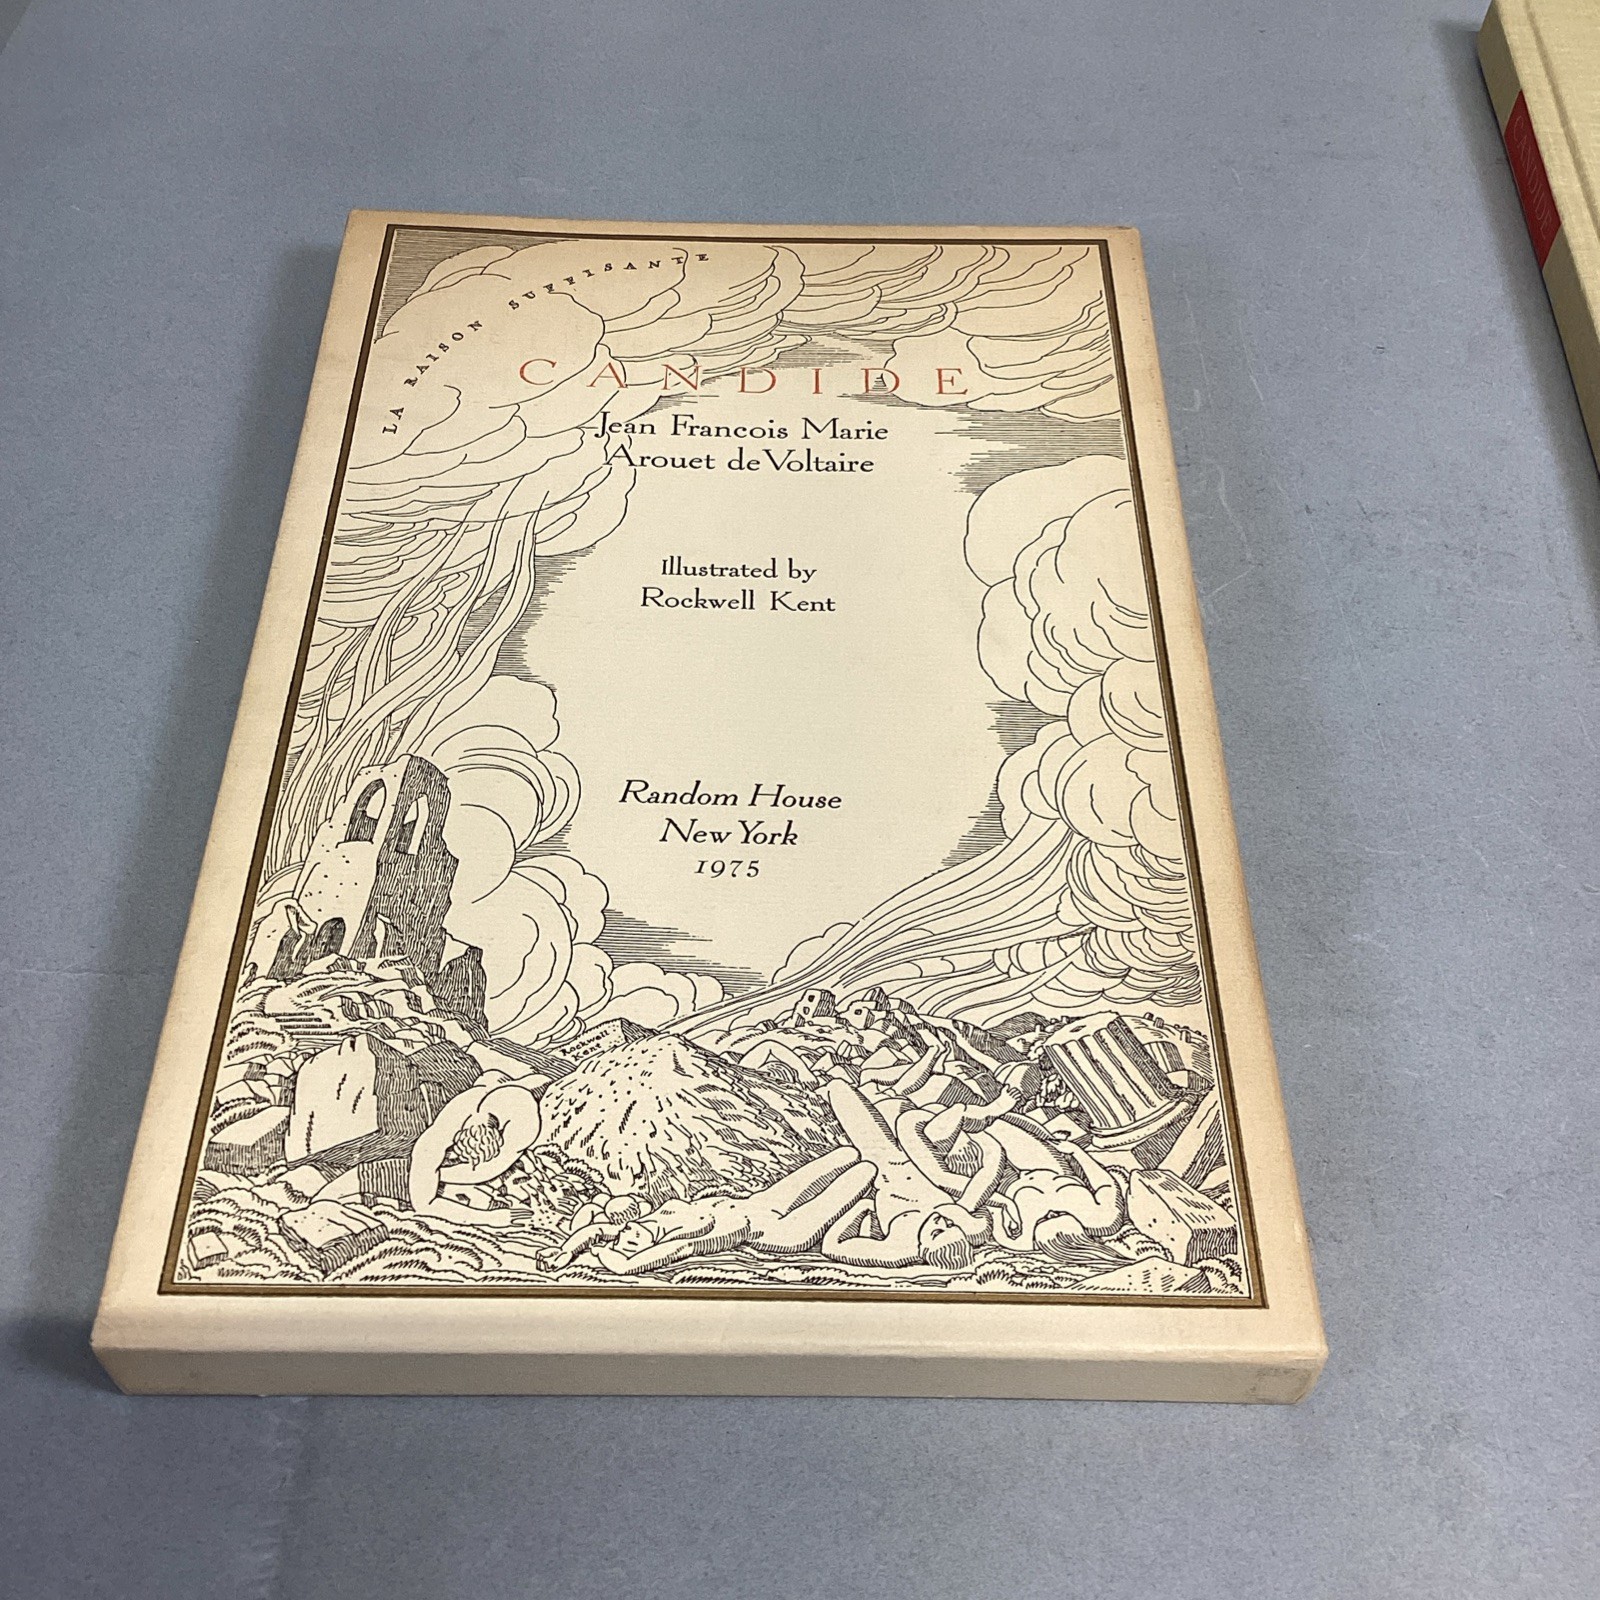 LA RAISON SUFFISANTE
CANDIDE
Jean Francois Marie
Arouet de Voltaire
Illustrated by
Rockwell Kent
Random House
New York
1975
Rockwell
Kent
CANDIDE